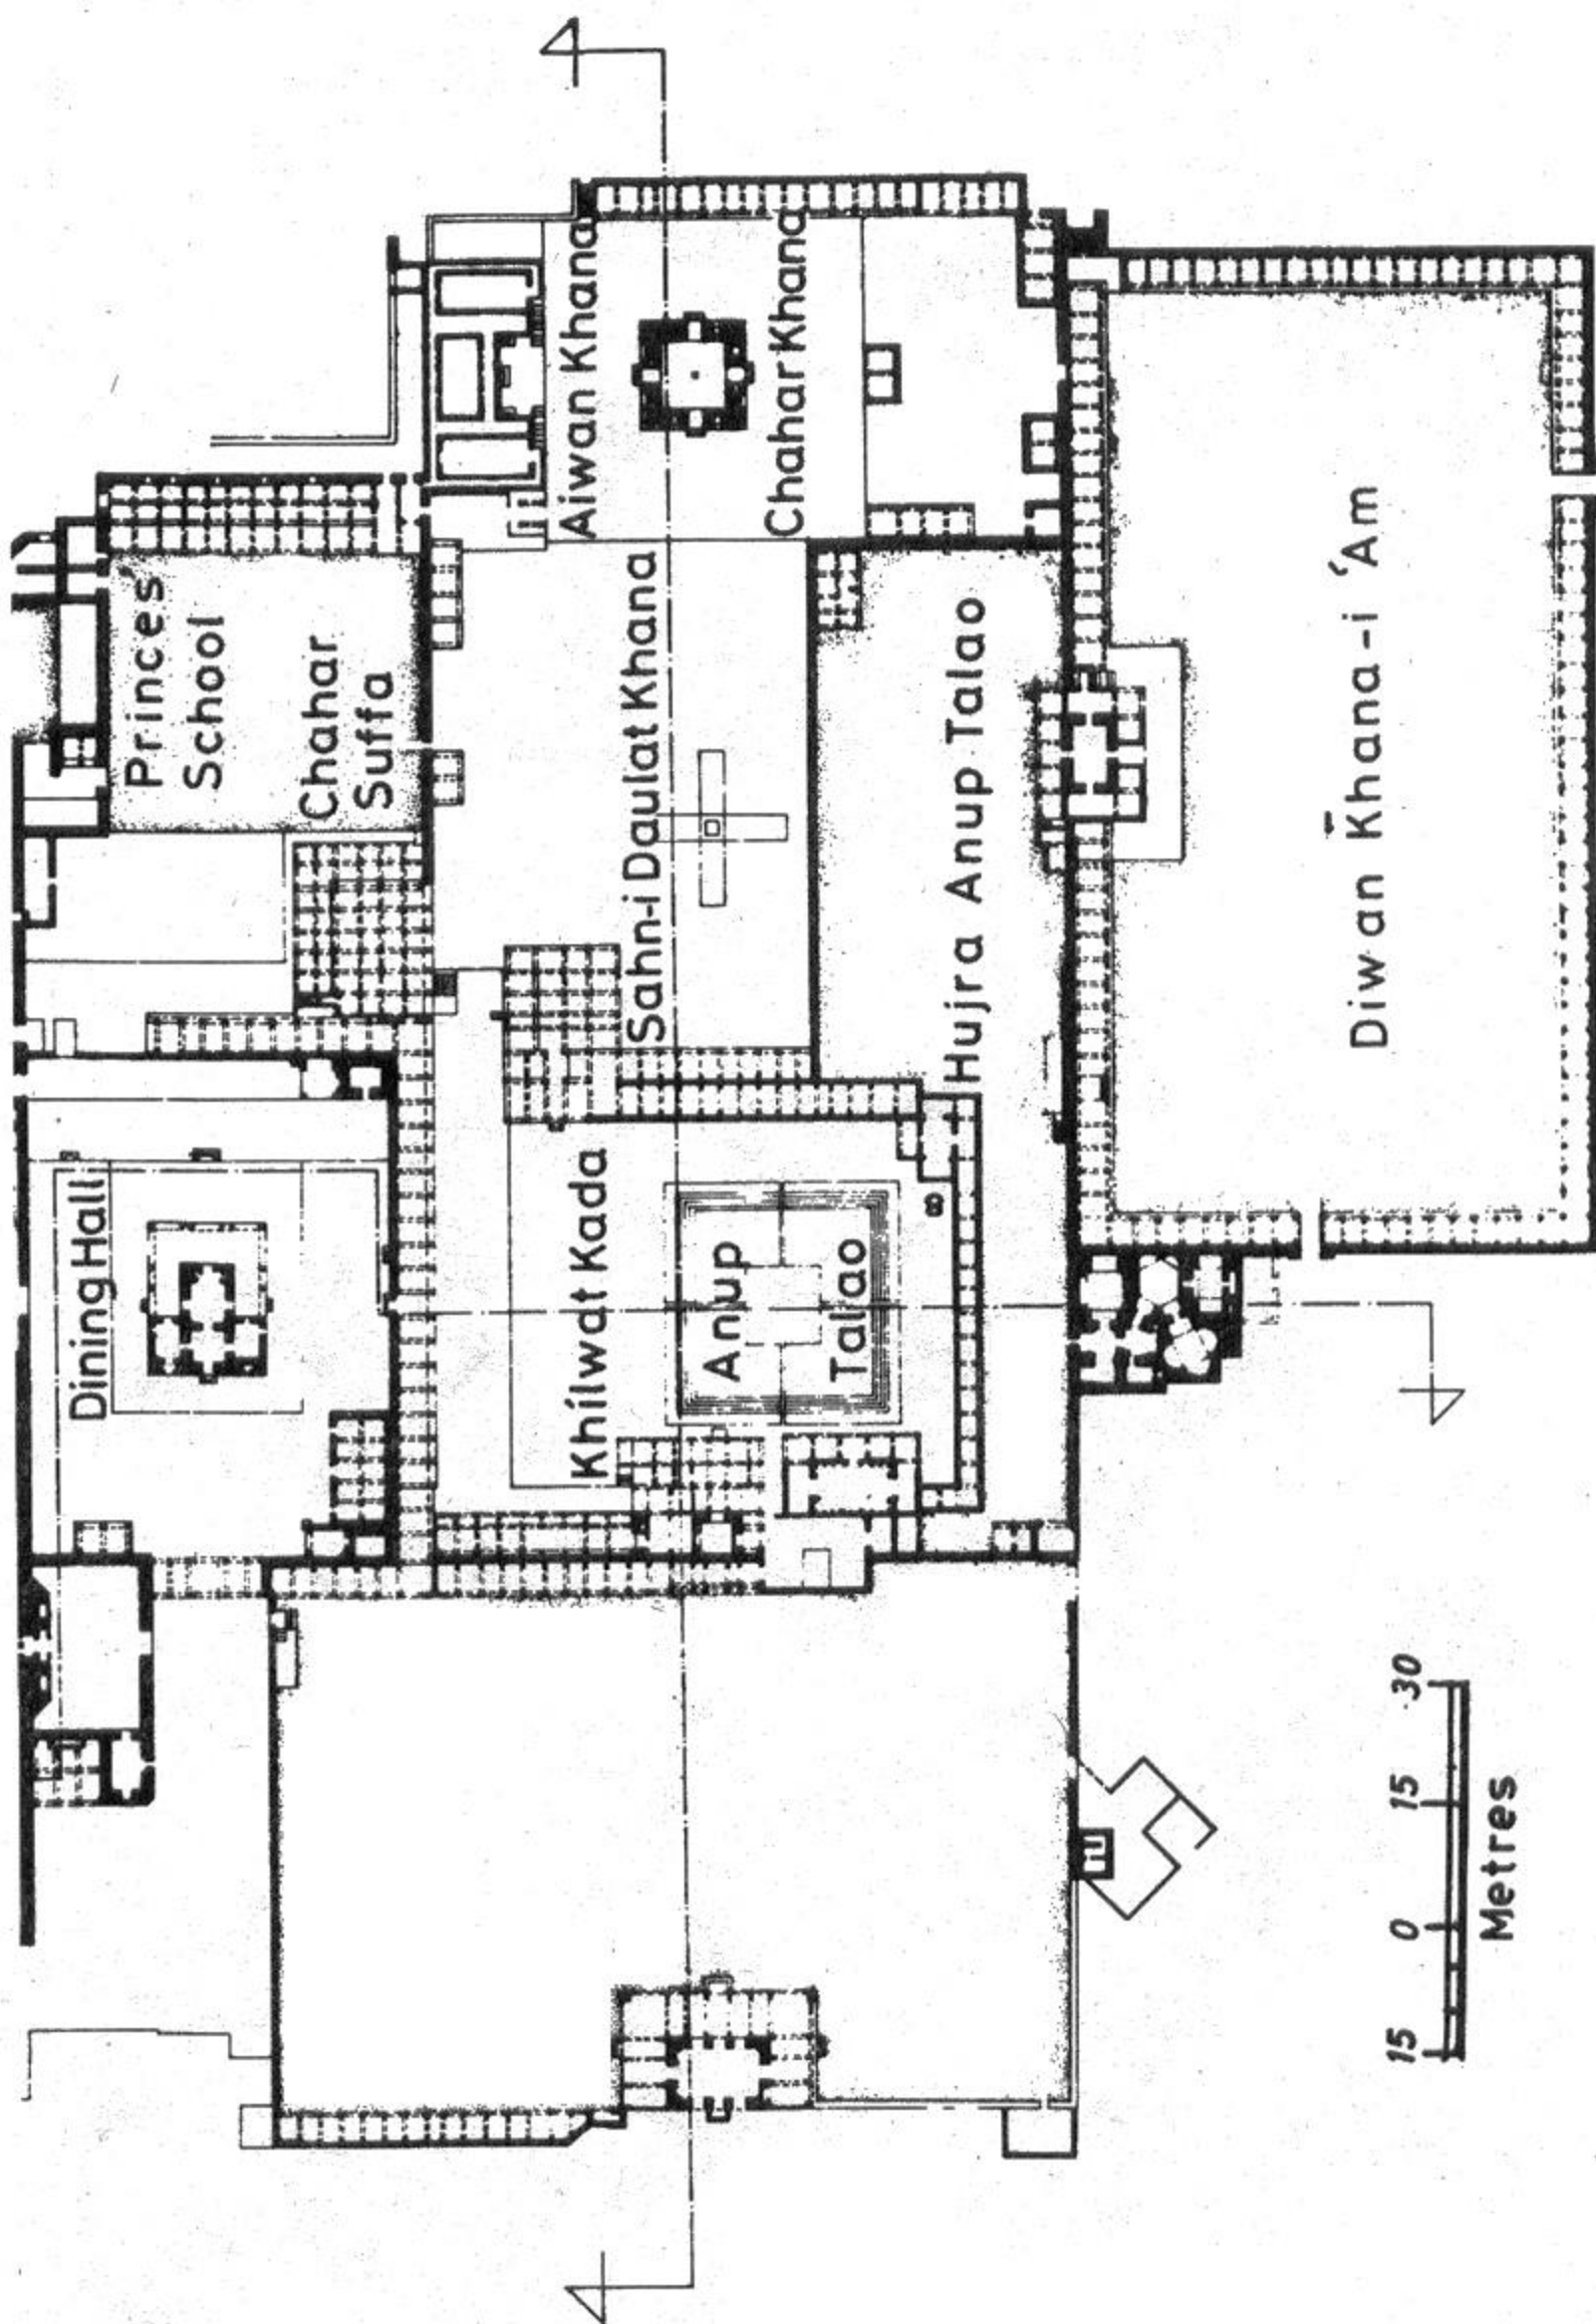 Princes'
School
Chahar
Suffa
Aiwan Khana
Chahar Khana
Sahn-i Daulat Khana
Hujra Anup Talao
Diwan Khana-i 'Am
Dining Hall
Khilwat Kada
Anup
Talao
15 0 15 30
Metres